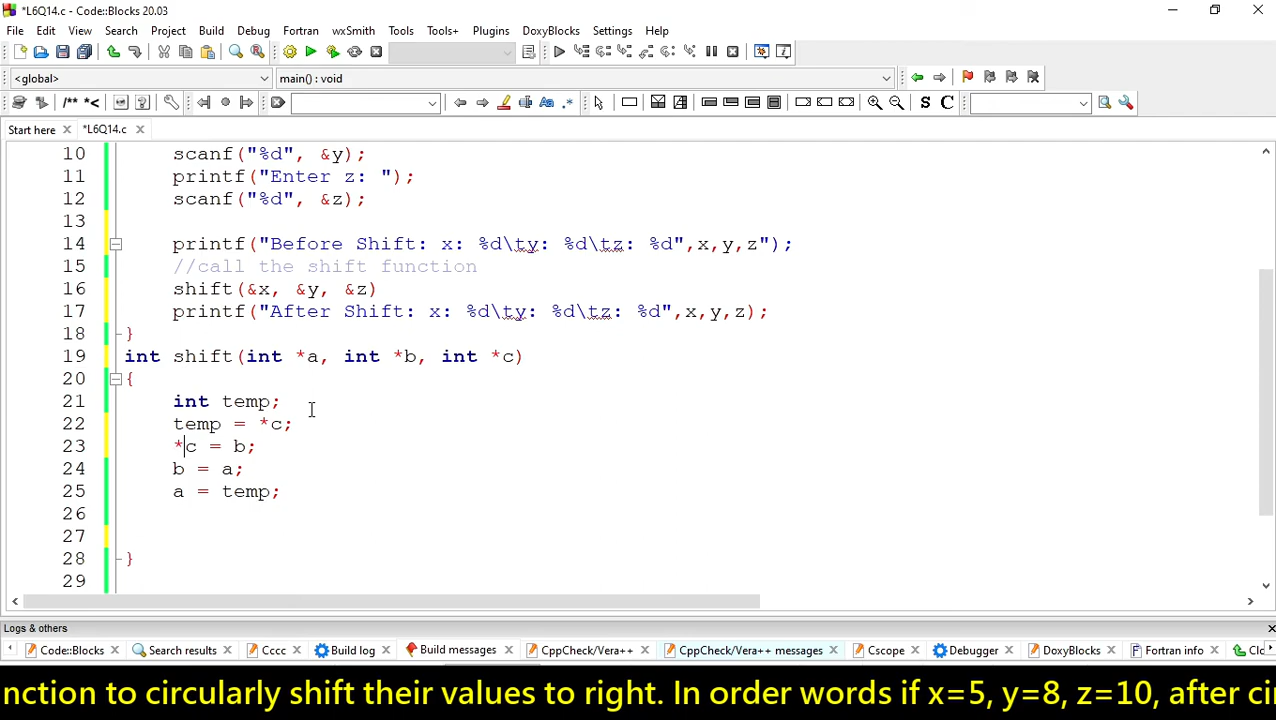 *L6Q14.c - Code::Blocks 20.03
File Edit View Search Project Build Debug Fortran wxSmith Tools Tools+ Plugins DoxyBlocks Settings Help
<global> main() : void
/** *< Aa .* S C
Start here *L6Q14.c
10 scanf("%d", &y);
11 printf("Enter z: ");
12 scanf("%d", &z);
13
14 printf("Before Shift: x: %d\ty: %d\tz: %d",x,y,z");
15 //call the shift function
16 shift(&x, &y, &z)
17 printf("After Shift: x: %d\ty: %d\tz: %d",x,y,z);
18 }
19 int shift(int *a, int *b, int *c)
20 {
21 int temp;
22 temp = *c;
23 *c = b;
24 b = a;
25 a = temp;
26
27
28 }
29
Logs & others
Code::Blocks Search results Cccc Build log Build messages CppCheck/Vera++ CppCheck/Vera++ messages Cscope Debugger DoxyBlocks Fortran info Clo
nction to circularly shift their values to right. In order words if x=5, y=8, z=10, after cir